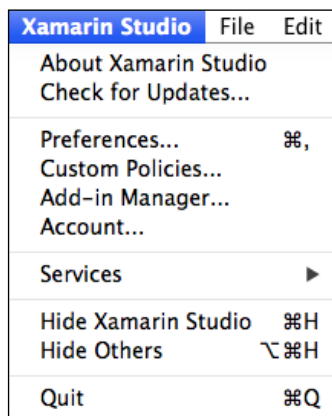 Xamarin Studio File Edit
About Xamarin Studio
Check for Updates...
Preferences... ⌘,
Custom Policies...
Add-in Manager...
Account...
Services ▶
Hide Xamarin Studio ⌘H
Hide Others ⌥⌘H
Quit ⌘Q